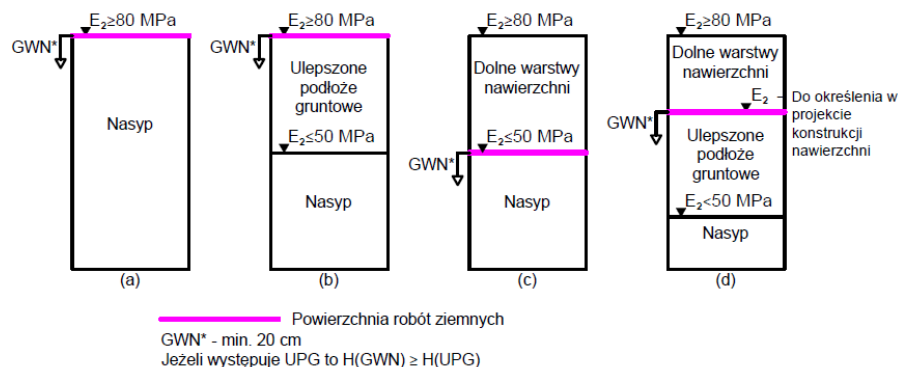 E₂≥80 MPa
GWN*
Nasyp
(a)
E₂≥80 MPa
GWN*
Ulepszone
podłoże
gruntowe
E₂≤50 MPa
Nasyp
(b)
E₂≥80 MPa
Dolne warstwy
nawierzchni
E₂≤50 MPa
GWN*
Nasyp
(c)
E₂≥80 MPa
Dolne warstwy
nawierzchni
E₂ - Do określenia w
projekcie
konstrukcji
nawierzchni
GWN*
Ulepszone
podłoże
gruntowe
E₂<50 MPa
Nasyp
(d)
Powierzchnia robót ziemnych
GWN* - min. 20 cm
Jeżeli występuje UPG to H(GWN) ≥ H(UPG)